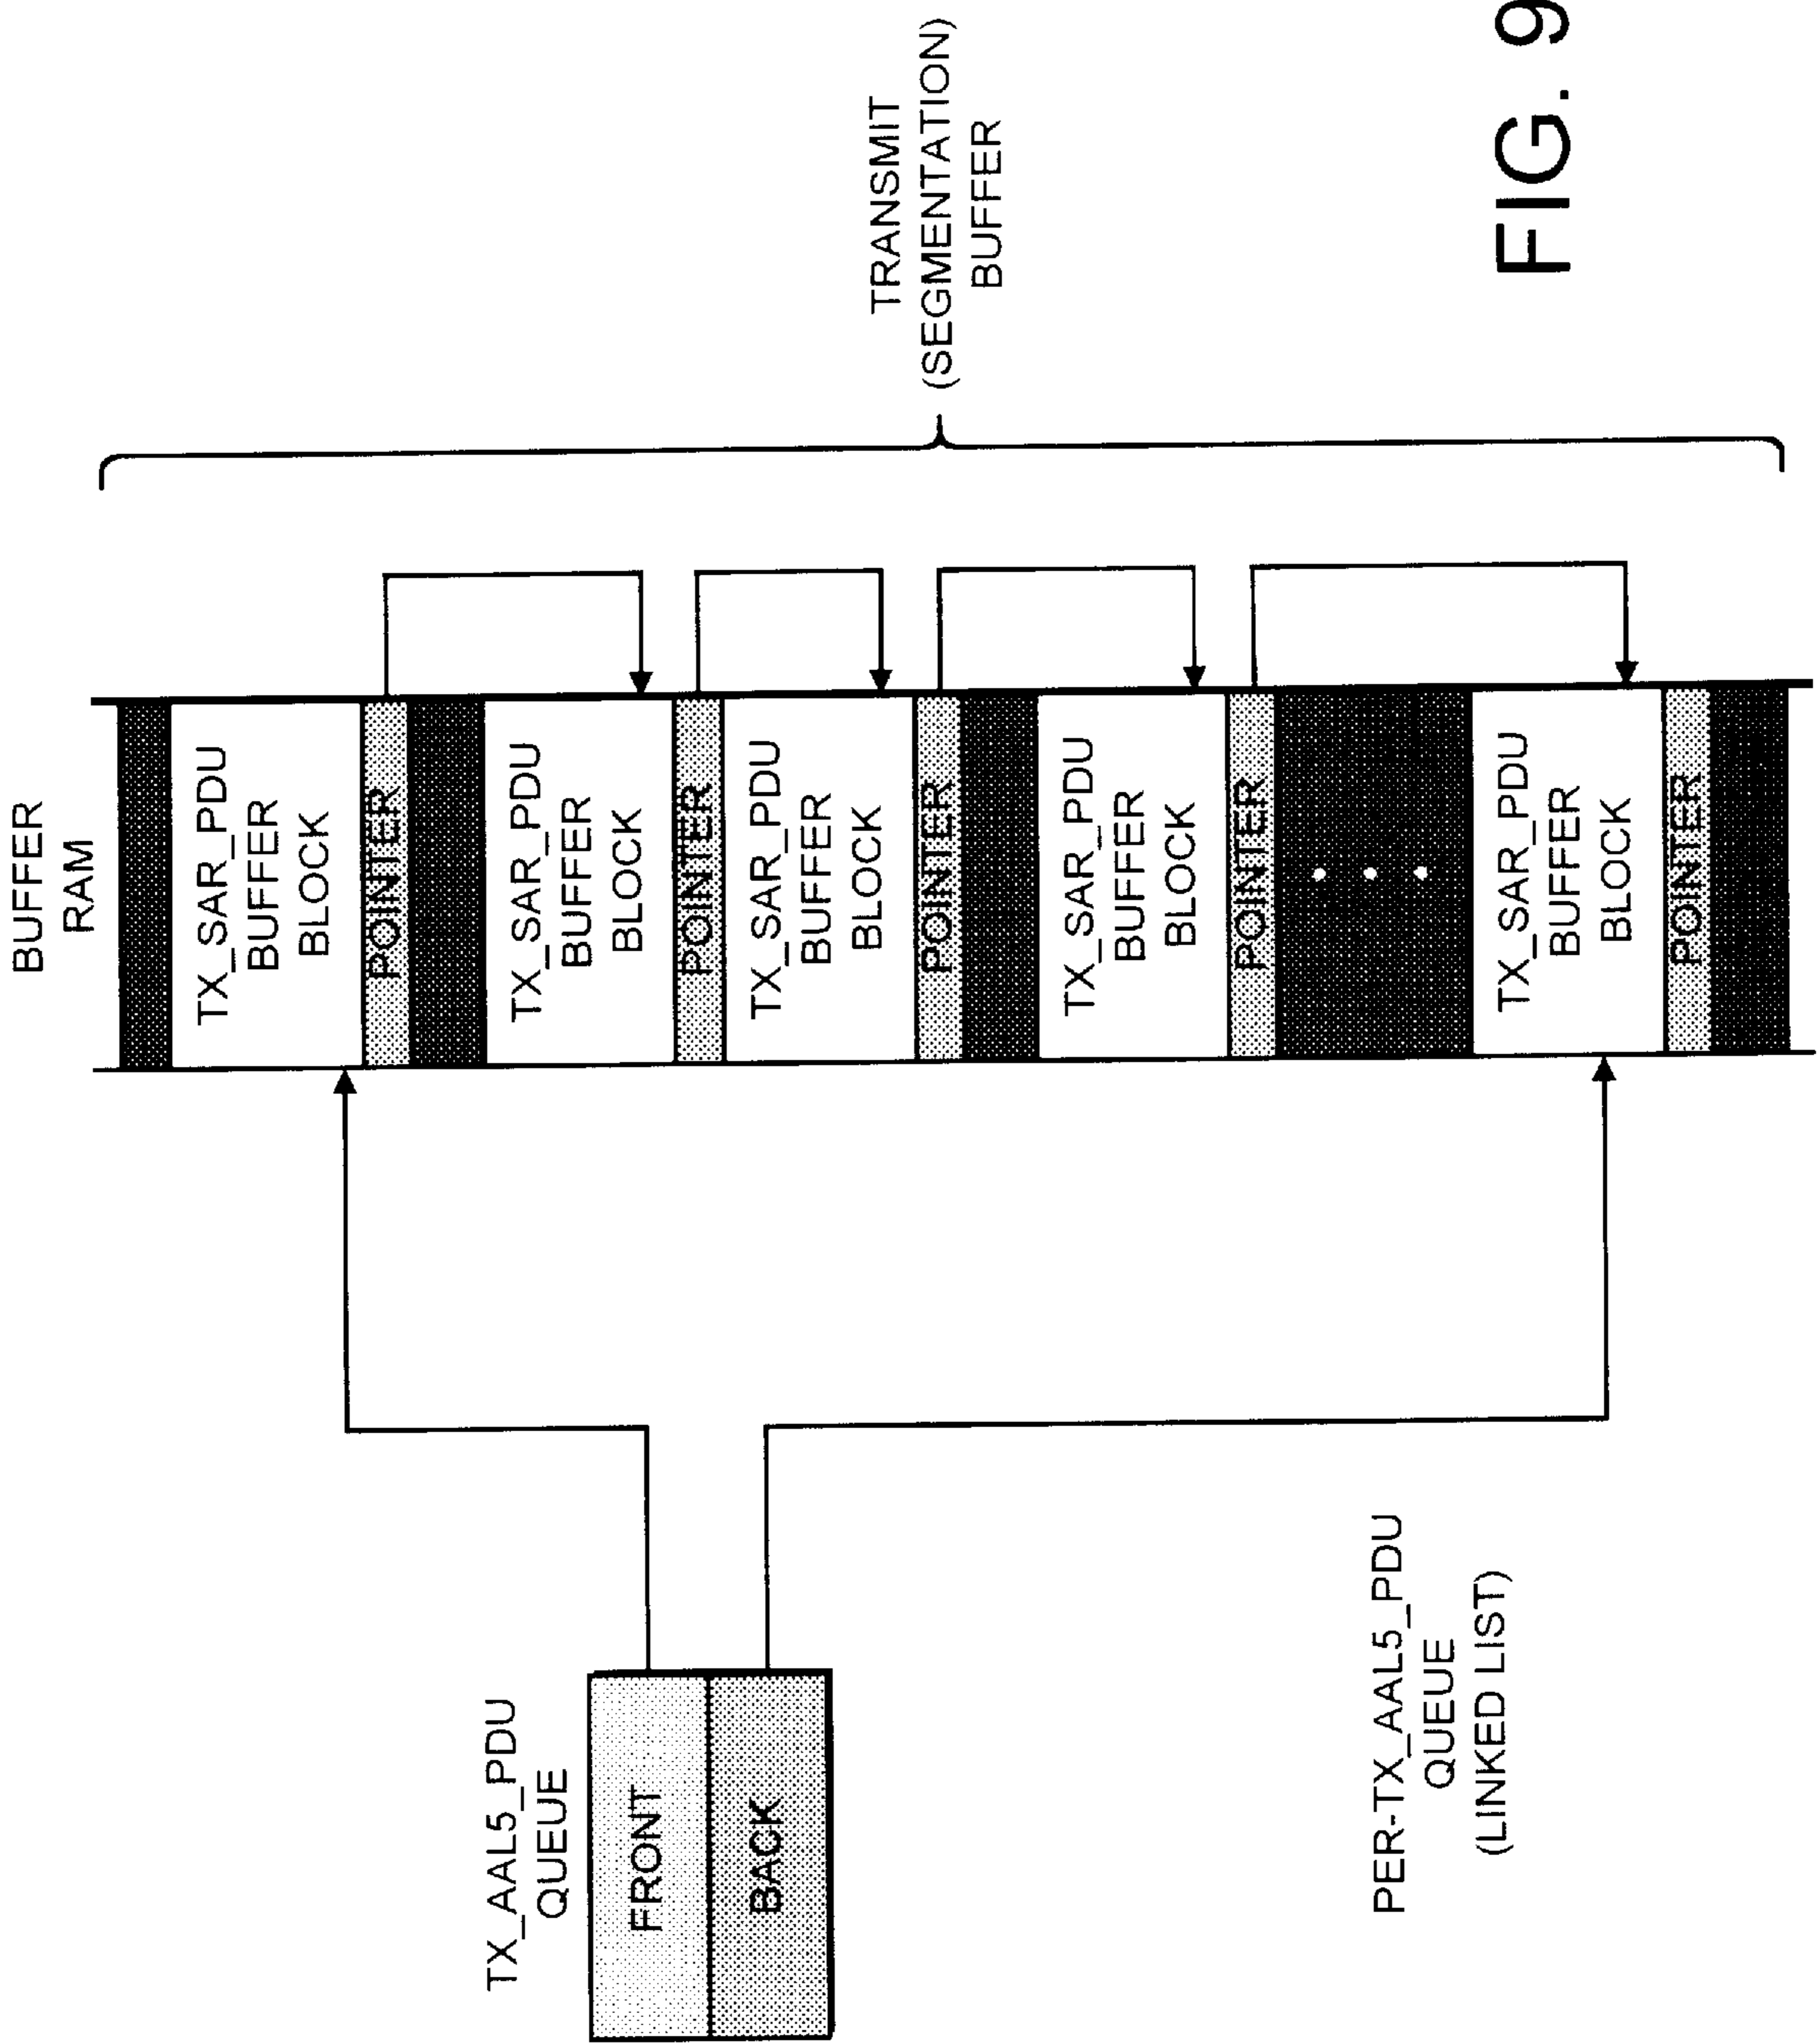 BUFFER
RAM
TX_SAR_PDU
BUFFER
BLOCK
POINTER
TX_SAR_PDU
BUFFER
BLOCK
POINTER
TX_SAR_PDU
BUFFER
BLOCK
POINTER
TX_SAR_PDU
BUFFER
BLOCK
POINTER
TX_SAR_PDU
BUFFER
BLOCK
POINTER
TX_AAL5_PDU
QUEUE
FRONT
BACK
PER-TX_AAL5_PDU
QUEUE
(LINKED LIST)
TRANSMIT
(SEGMENTATION)
BUFFER
FIG. 9